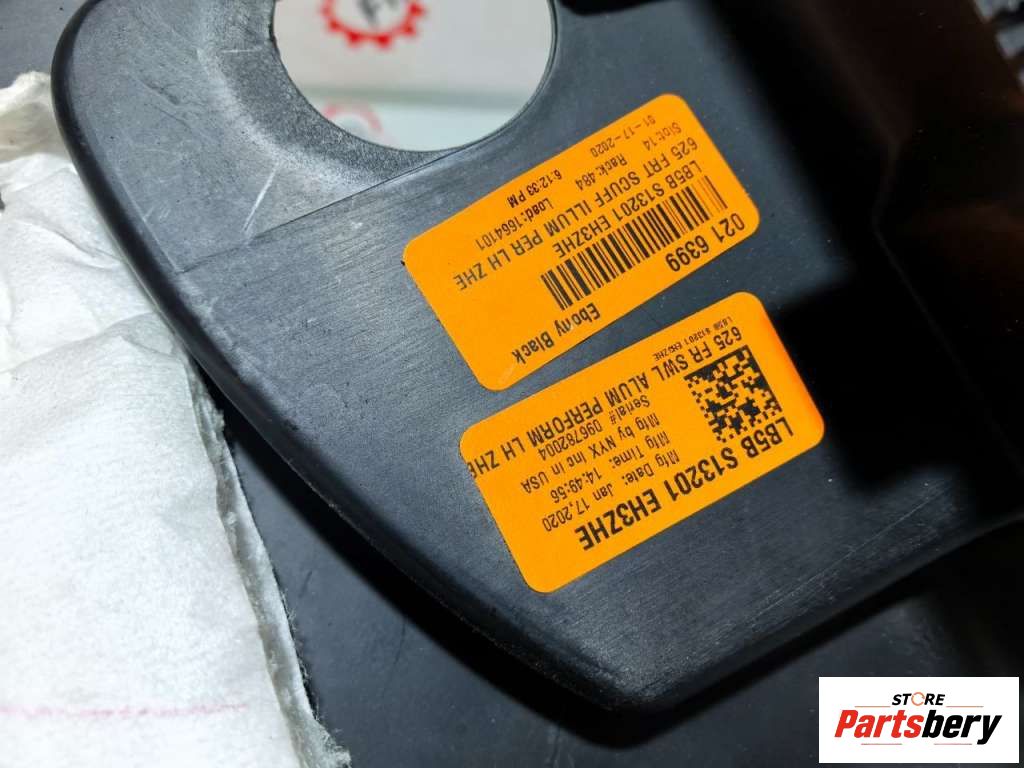 021 6399
Ebony Black
LB5B S13201 EH3ZHE
625 FRT SCUFF ILLUM PER LH ZHE
Slot:14 Rack:484 Load:1664101
01-17-2020 6:12:33 PM
LB5B S13201 EH3ZHE
Mfg Date: Jan 17,2020
Mfg Time: 14:49:56
Mfg by NYX Inc in USA
Serial# 096782004
LB5B S13201 EH3ZHE
625 FR SWL ALUM PERFORM LH ZHE
STORE
Partsbery